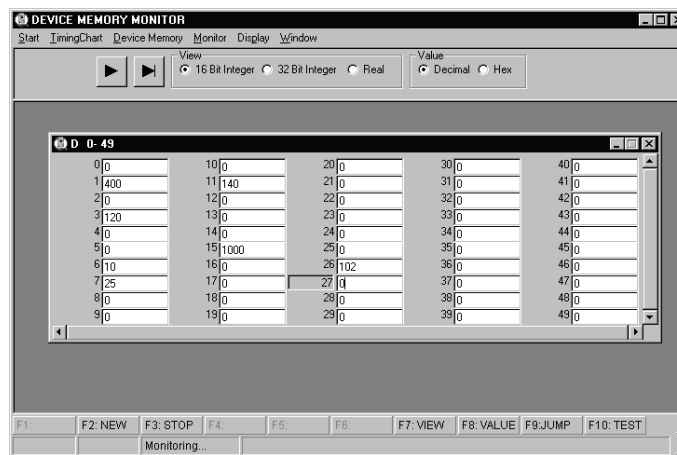 DEVICE MEMORY MONITOR
Start TimingChart Device Memory Monitor Display Window
View
16 Bit Integer 32 Bit Integer Real
Value
Decimal Hex
D 0- 49
0 0 10 0 20 0 30 0 40 0
1 400 11 140 21 0 31 0 41 0
2 0 12 0 22 0 32 0 42 0
3 120 13 0 23 0 33 0 43 0
4 0 14 0 24 0 34 0 44 0
5 0 15 1000 25 0 35 0 45 0
6 10 16 0 26 102 36 0 46 0
7 25 17 0 27 0 37 0 47 0
8 0 18 0 28 0 38 0 48 0
9 0 19 0 29 0 39 0 49 0
F1: F2: NEW F3: STOP F4: F5: F6: F7: VIEW F8: VALUE F9:JUMP F10: TEST
Monitoring...